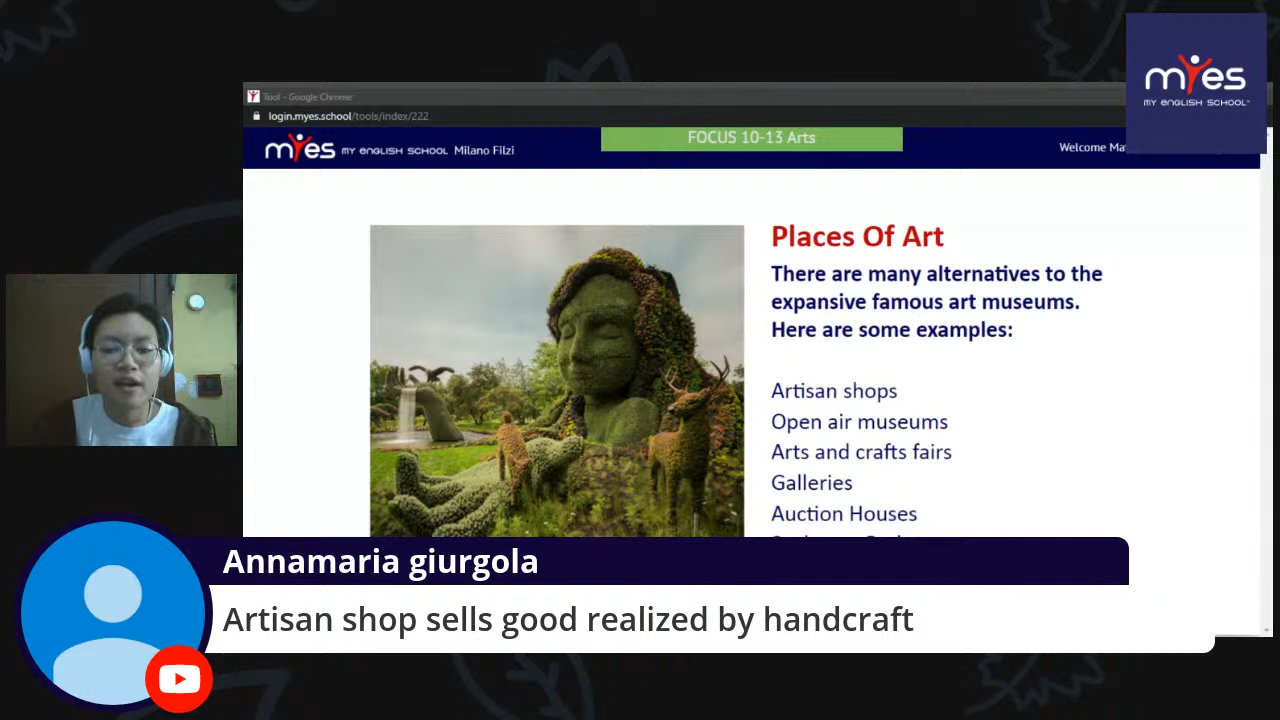 myes
MY ENGLISH SCHOOL
Tool - Google Chrome
login.myes.school/tools/index/222
myes MY ENGLISH SCHOOL Milano Filzi
FOCUS 10-13 Arts
Welcome
Places Of Art
There are many alternatives to the
expansive famous art museums.
Here are some examples:
Artisan shops
Open air museums
Arts and crafts fairs
Galleries
Auction Houses
Annamaria giurgola
Artisan shop sells good realized by handcraft